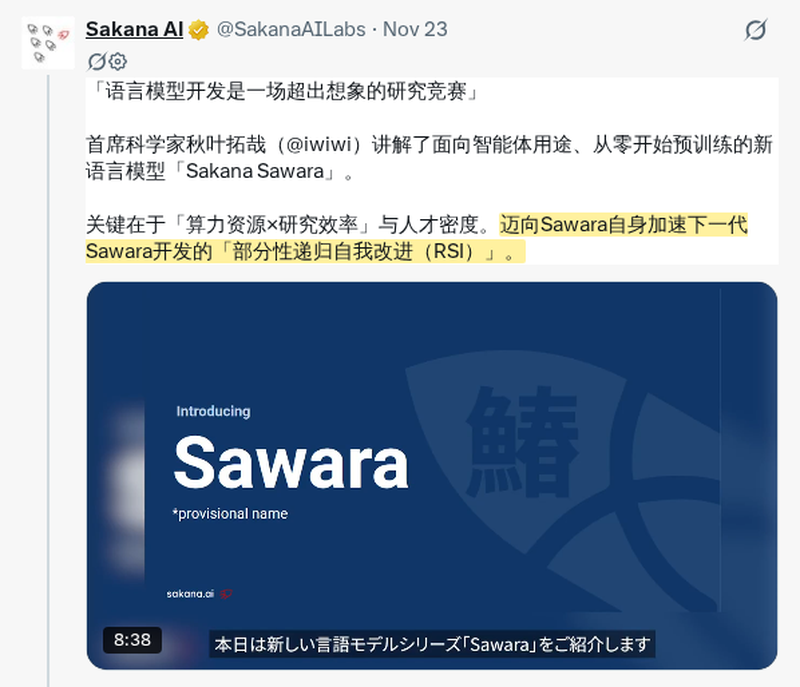 Sakana AI @SakanaAILabs · Nov 23
「语言模型开发是一场超出想象的研究竞赛」
首席科学家秋叶拓哉（@iwiwi）讲解了面向智能体用途、从零开始预训练的新
语言模型「Sakana Sawara」。
关键在于「算力资源×研究效率」与人才密度。迈向Sawara自身加速下一代
Sawara开发的「部分性递归自我改进（RSI）」。
Introducing
Sawara
鰆
*provisional name
sakana.ai
8:38
本日は新しい言語モデルシリーズ「Sawara」をご紹介します